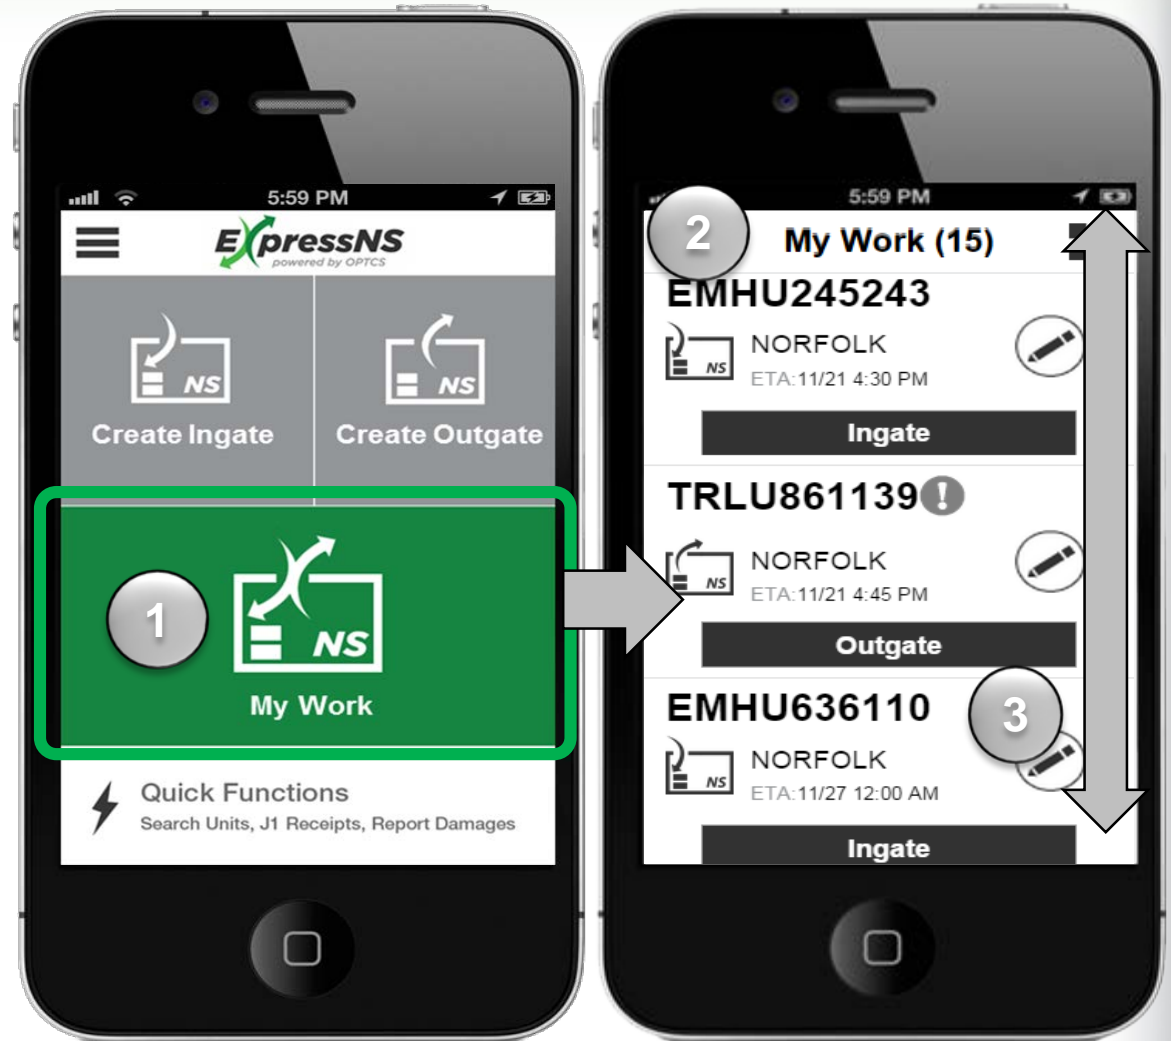 5:59 PM
ExpressNS
powered by OPTCS
NS
NS
Create Ingate
Create Outgate
1
NS
My Work
Quick Functions
Search Units, J1 Receipts, Report Damages
5:59 PM
2
My Work (15)
EMHU245243
NS
NORFOLK
ETA:11/21 4:30 PM
Ingate
TRLU861139!
NS
NORFOLK
ETA:11/21 4:45 PM
Outgate
EMHU636110
3
NS
NORFOLK
ETA:11/27 12:00 AM
Ingate